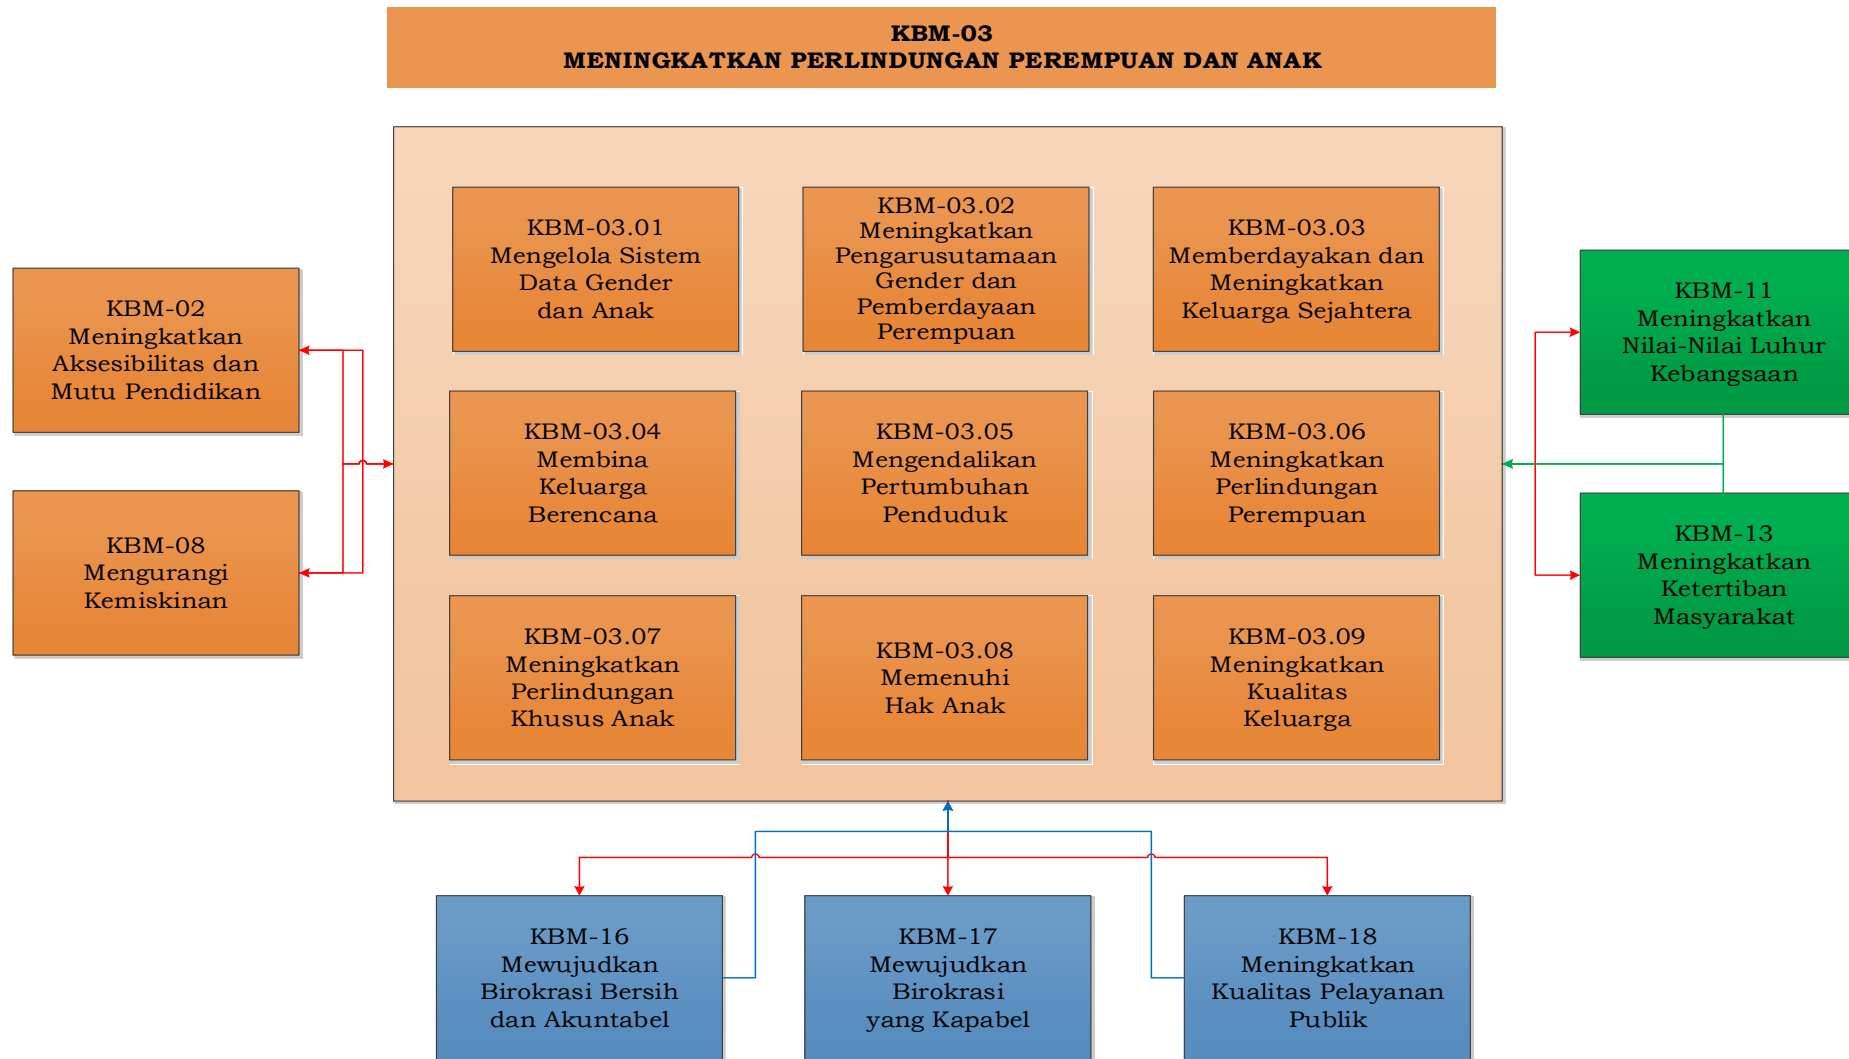 KBM-03
MENINGKATKAN PERLINDUNGAN PEREMPUAN DAN ANAK
KBM-03.01
Mengelola Sistem
Data Gender
dan Anak
KBM-03.02
Meningkatkan
Pengarusutamaan
Gender dan
Pemberdayaan
Perempuan
KBM-03.03
Memberdayakan dan
Meningkatkan
Keluarga Sejahtera
KBM-02
Meningkatkan
Aksesibilitas dan
Mutu Pendidikan
KBM-11
Meningkatkan
Nilai-Nilai Luhur
Kebangsaan
KBM-03.04
Membina
Keluarga
Berencana
KBM-03.05
Mengendalikan
Pertumbuhan
Penduduk
KBM-03.06
Meningkatkan
Perlindungan
Perempuan
KBM-08
Mengurangi
Kemiskinan
KBM-13
Meningkatkan
Ketertiban
Masyarakat
KBM-03.07
Meningkatkan
Perlindungan
Khusus Anak
KBM-03.08
Memenuhi
Hak Anak
KBM-03.09
Meningkatkan
Kualitas
Keluarga
KBM-16
Mewujudkan
Birokrasi Bersih
dan Akuntabel
KBM-17
Mewujudkan
Birokrasi
yang Kapabel
KBM-18
Meningkatkan
Kualitas Pelayanan
Publik